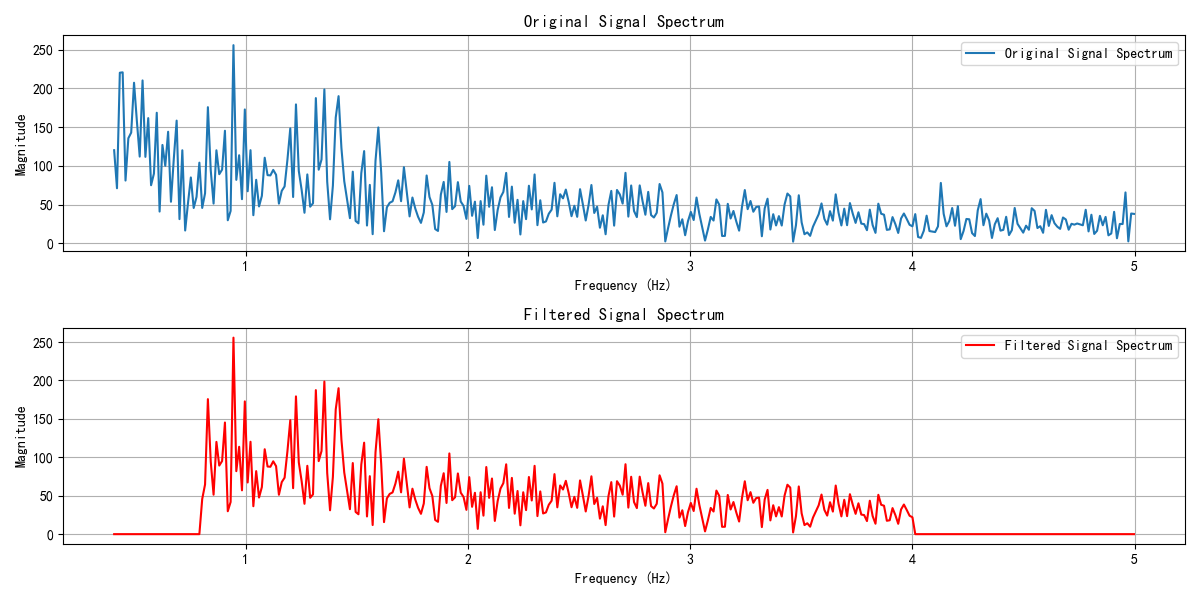 Original Signal Spectrum
250
200
150
100
50
0
Magnitude
Original Signal Spectrum
1 2 3 4 5
Frequency (Hz)
Filtered Signal Spectrum
250
200
150
100
50
0
Magnitude
Filtered Signal Spectrum
1 2 3 4 5
Frequency (Hz)